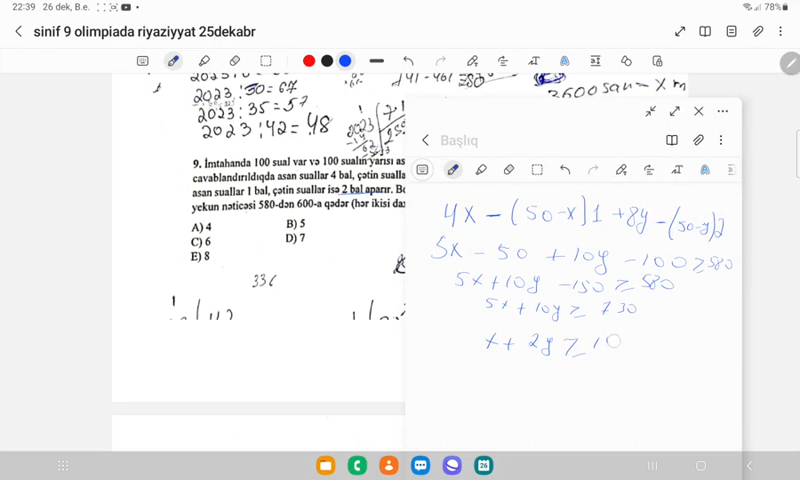 22:39 26 dek, B.e. 78%
sinif 9 olimpiada riyaziyyat 25dekabr
2023 : 30 = 67
2023 : 35 = 57
2023 : 42 = 48
3600 san = x m
9. İmtahanda 100 sual var və 100 sualın yarısı as
cavablandırıldıqda asan suallar 4 bal, çətin sualla
asan suallar 1 bal, çətin suallar isə 2 bal aparır. Bo
yekun nəticəsi 580-dən 600-a qədər (hər ikisi da
A) 4 B) 5
C) 6 D) 7
E) 8
336
Başlıq
4x - (50-x)1 + 8y - (50-y)2
5x - 50 + 10y - 100 ≥ 580
5x + 10y - 150 ≥ 580
5x + 10y ≥ 730
x + 2y ≥ 10
26